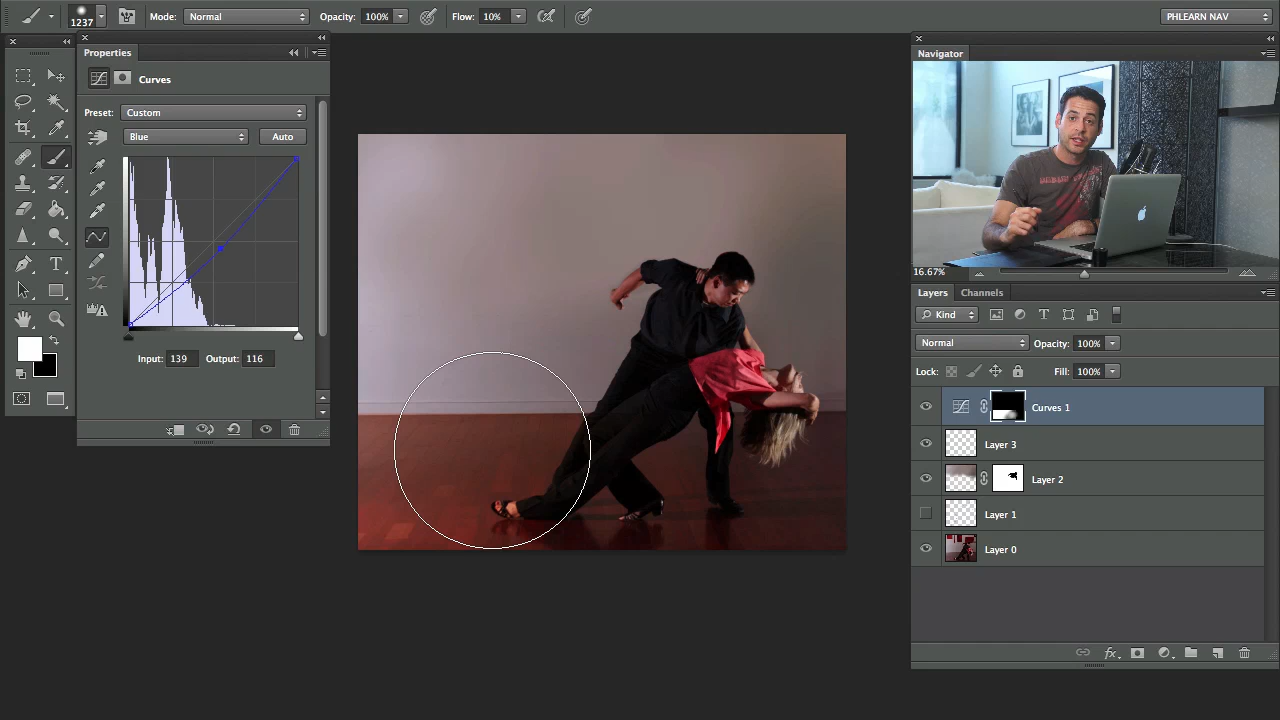 1237 Mode: Normal Opacity: 100% Flow: 10% PHLEARN NAV
Properties
Curves
Preset: Custom
Blue Auto
Input: 139 Output: 116
Navigator
16.67%
Layers Channels
Kind
Normal Opacity: 100%
Lock: Fill: 100%
Curves 1
Layer 3
Layer 2
Layer 1
Layer 0